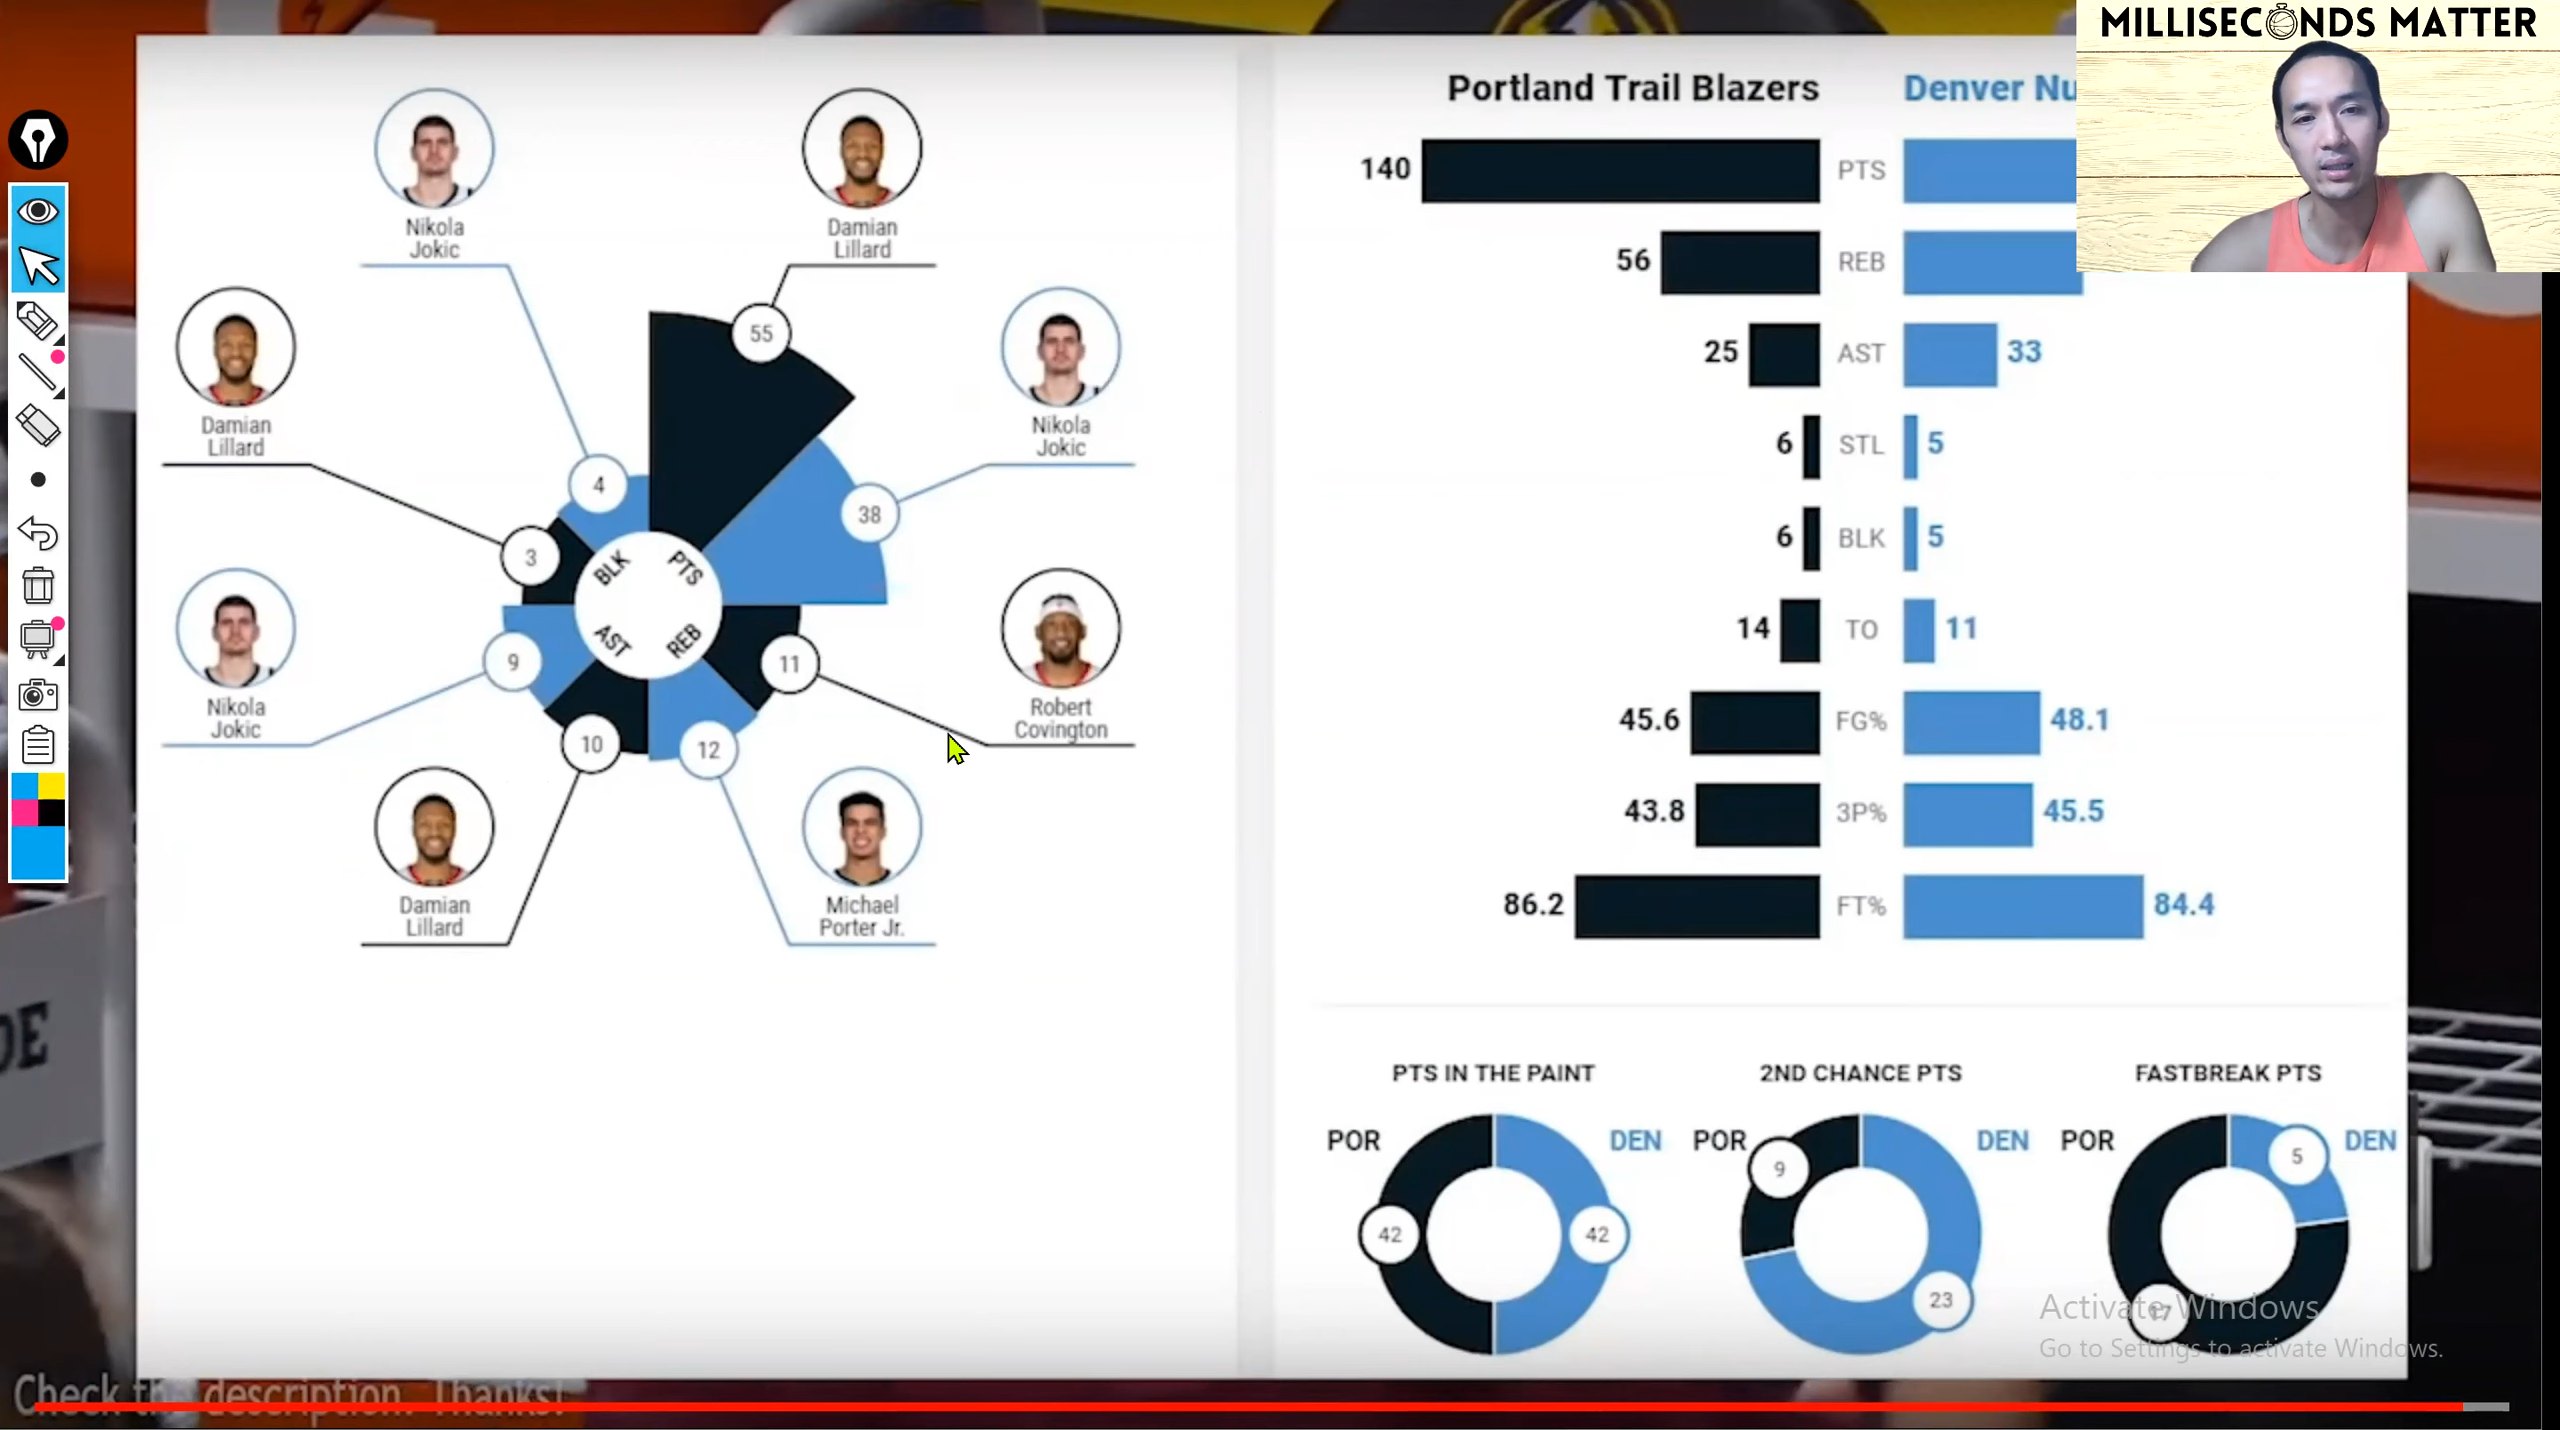 MILLISECONDS MATTER
Nikola
Jokic
Damian
Lillard
55
Damian
Lillard
Nikola
Jokic
4
38
3
BLK
PTS
AST
REB
9
11
Nikola
Jokic
Robert
Covington
10
12
Damian
Lillard
Michael
Porter Jr.
Portland Trail Blazers
Denver Nu
140 PTS
56 REB
25 AST 33
6 STL 5
6 BLK 5
14 TO 11
45.6 FG% 48.1
43.8 3P% 45.5
86.2 FT% 84.4
PTS IN THE PAINT
POR DEN
42 42
2ND CHANCE PTS
POR DEN
9
23
FASTBREAK PTS
POR DEN
5
17
Activate Windows
Go to Settings to activate Windows.
DE
Check the description. Thanks!